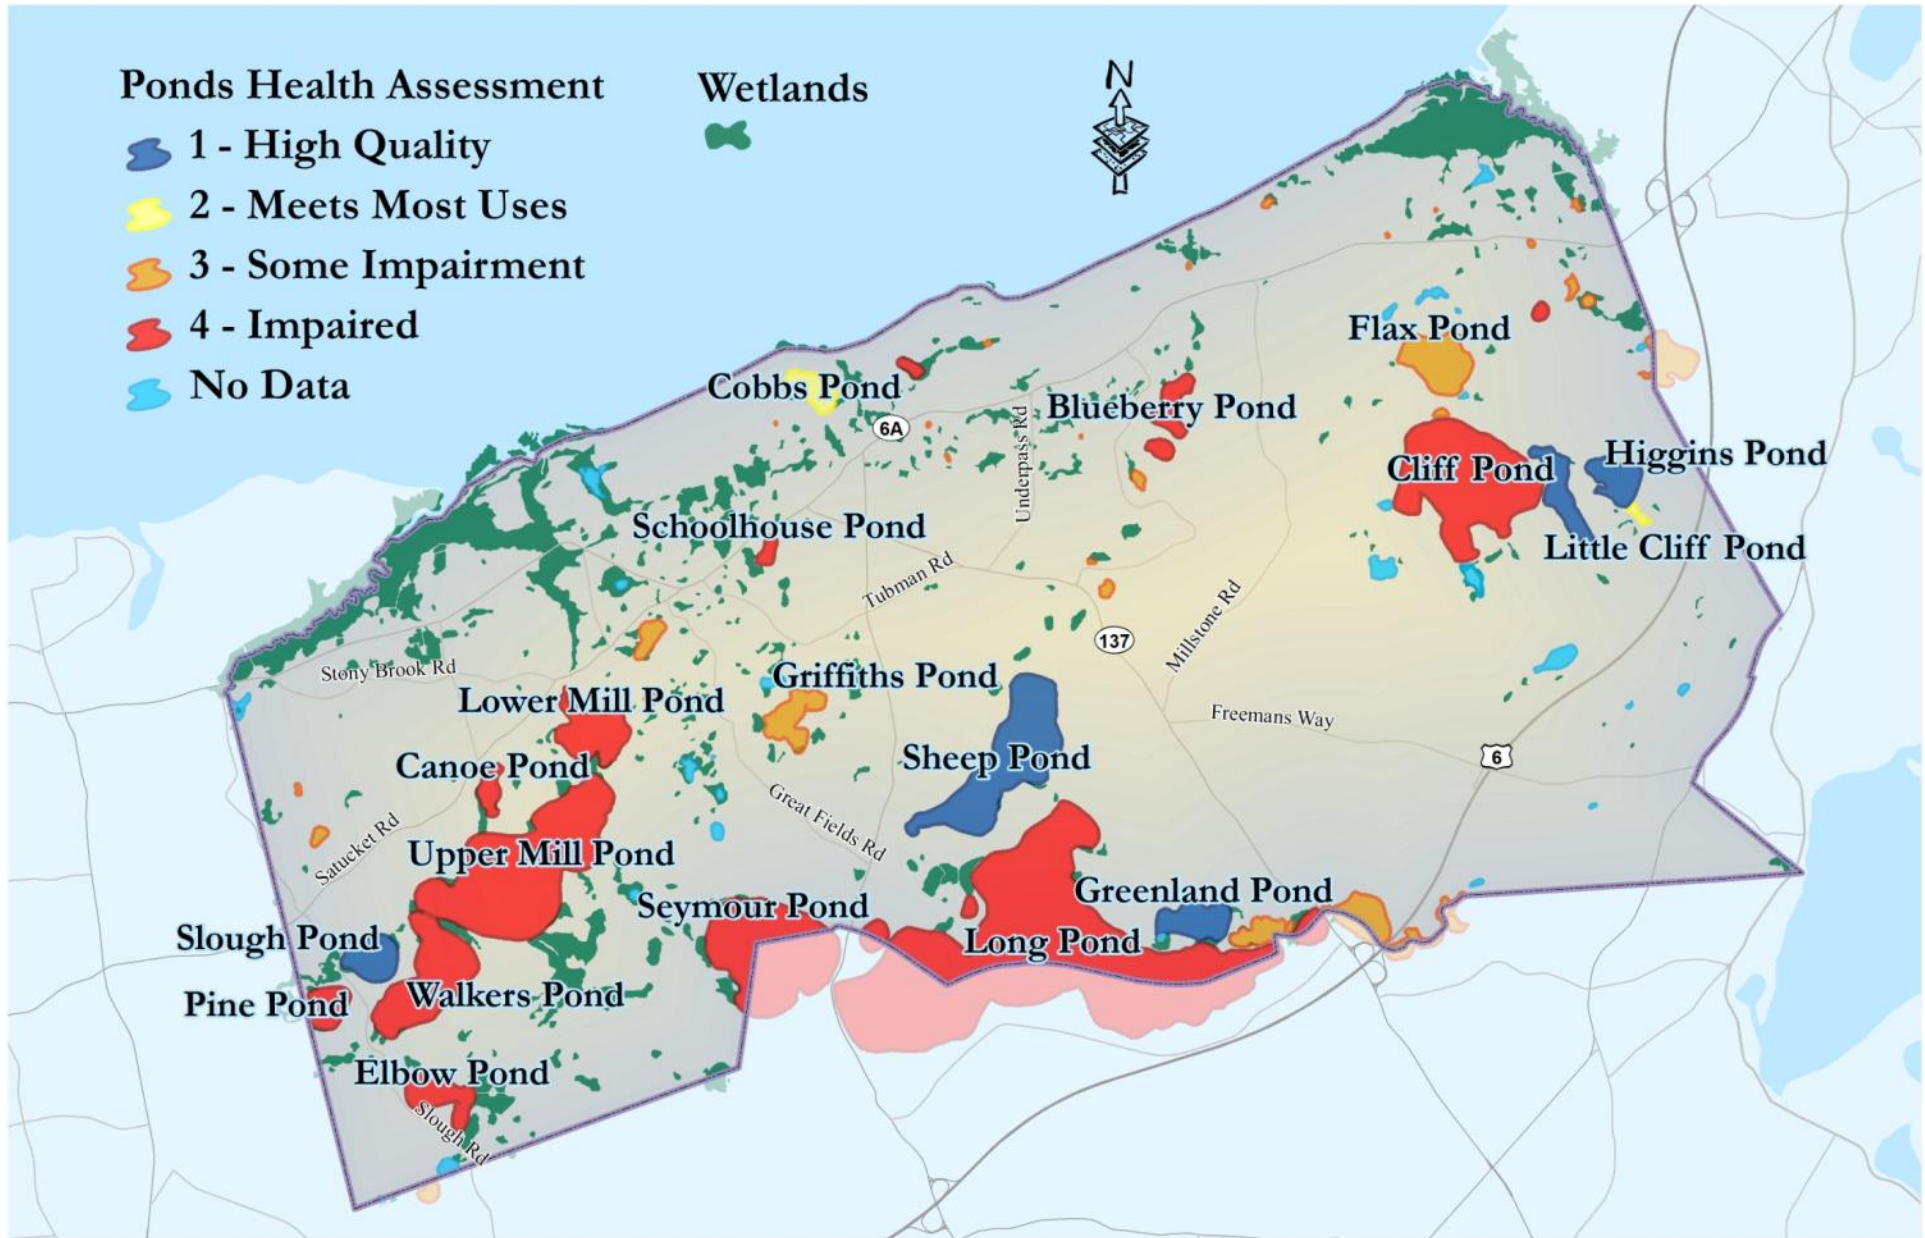 Ponds Health Assessment
1 - High Quality
2 - Meets Most Uses
3 - Some Impairment
4 - Impaired
No Data
Wetlands
N
Flax Pond
Cobbs Pond
Blueberry Pond
6A
Underpass Rd
Higgins Pond
Cliff Pond
Schoolhouse Pond
Little Cliff Pond
Tubman Rd
Millstone Rd
137
Stony Brook Rd
Griffiths Pond
Lower Mill Pond
Freemans Way
Sheep Pond
6
Canoe Pond
Great Fields Rd
Satucket Rd
Upper Mill Pond
Greenland Pond
Seymour Pond
Slough Pond
Long Pond
Walkers Pond
Pine Pond
Elbow Pond
Slough Rd